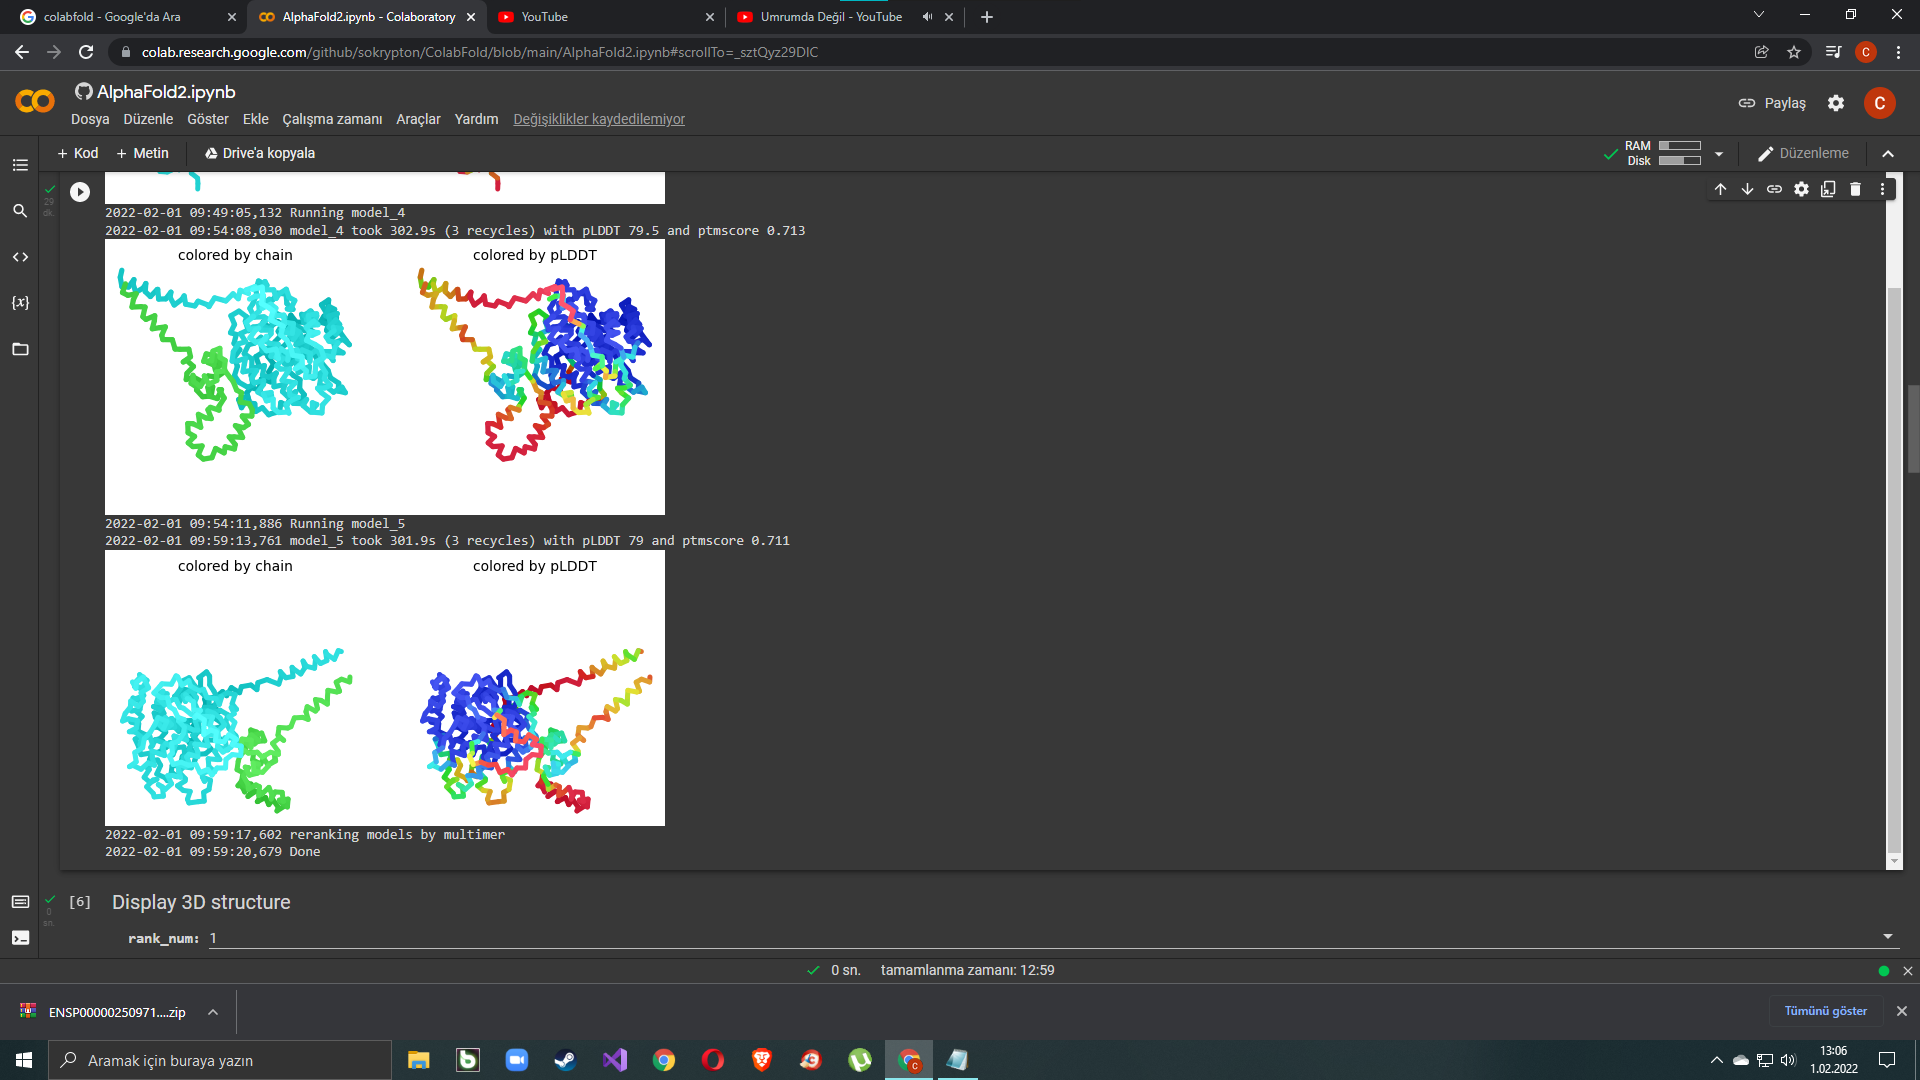 colabfold - Google'da Ara
AlphaFold2.ipynb - Colaboratory
YouTube
Umrumda Değil - YouTube
colab.research.google.com/github/sokrypton/ColabFold/blob/main/AlphaFold2.ipynb#scrollTo=_sztQyz29DIC
C
AlphaFold2.ipynb
Dosya Düzenle Göster Ekle Çalışma zamanı Araçlar Yardım Değişiklikler kaydedilemiyor
Paylaş
C
+ Kod + Metin Drive'a kopyala
RAM
Disk
Düzenleme
29
dk.
2022-02-01 09:49:05,132 Running model_4
2022-02-01 09:54:08,030 model_4 took 302.9s (3 recycles) with pLDDT 79.5 and ptmscore 0.713
colored by chain colored by pLDDT
2022-02-01 09:54:11,886 Running model_5
2022-02-01 09:59:13,761 model_5 took 301.9s (3 recycles) with pLDDT 79 and ptmscore 0.711
colored by chain colored by pLDDT
2022-02-01 09:59:17,602 reranking models by multimer
2022-02-01 09:59:20,679 Done
0
sn.
[6] Display 3D structure
rank_num: 1
0 sn. tamamlanma zamanı: 12:59
ENSP00000250971....zip
Tümünü göster
Aramak için buraya yazın
13:06
1.02.2022